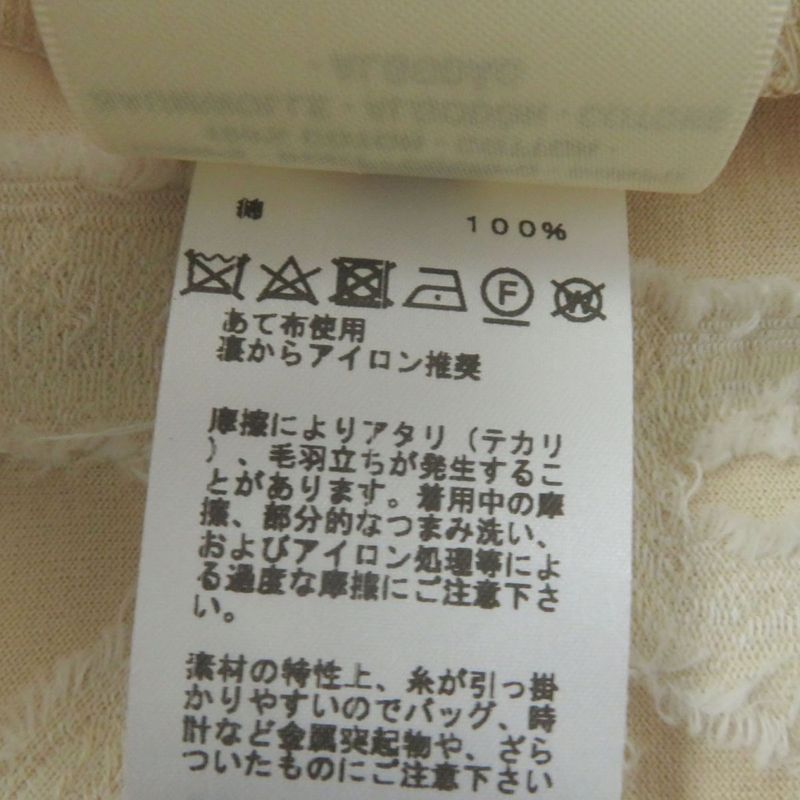 綿 100%
F
W
あて布使用
裏からアイロン推奨
摩擦によりアタリ（テカリ
）、毛羽立ちが発生するこ
とがあります。着用中の摩
擦、部分的なつまみ洗い、
およびアイロン処理等によ
る過度な摩擦にご注意下さ
い。
素材の特性上、糸が引っ掛
かりやすいのでバッグ、時
計など金属突起物や、ざら
ついたものにご注意下さい